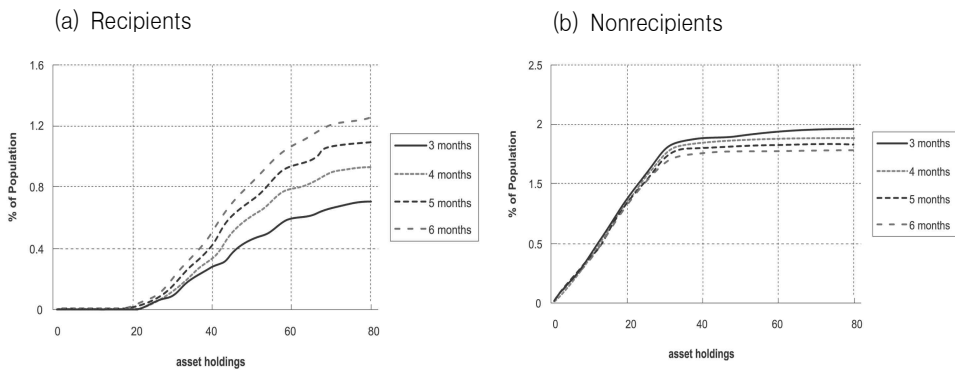 (a) Recipients
1.6
1.2
0.8
0.4
0
% of Population
0
20
40
60
80
asset holdings
3 months
4 months
5 months
6 months
(b) Nonrecipients
2.5
2
1.5
0.5
0
% of Population
0
20
40
60
80
asset holdings
3 months
4 months
5 months
6 months